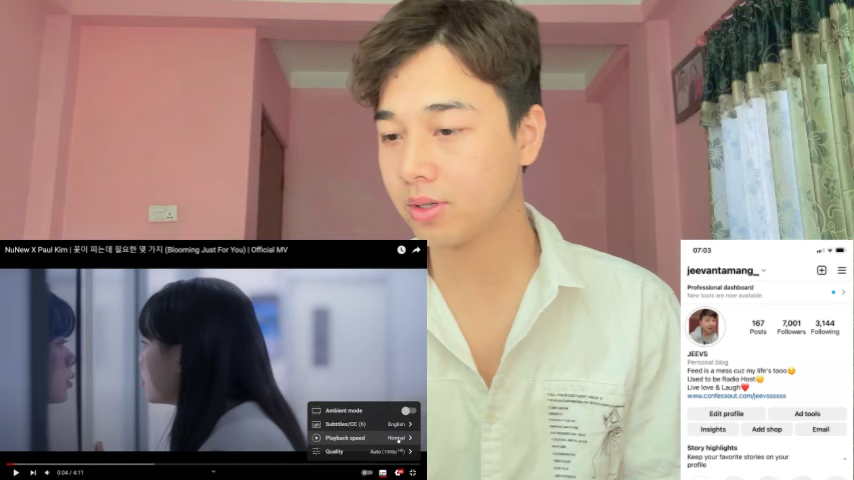 NuNew X Paul Kim | 꽃이 피는데 필요한 몇 가지 (Blooming Just For You) | Official MV
Ambient mode
Subtitles/CC (6) English
Playback speed Normal
Quality Auto (1080p
0:04 / 4:11
07:03
jeevantamang_
Professional dashboard
New tools are now available.
167 7,001 3,144
Posts Followers Following
JEEVS
Personal blog
Feed is a mess cuz my life's tooo😌
Used to be Radio Host😊
Live love & Laugh❤️
www.confessout.com/jeevssssss
Edit profile Ad tools
Insights Add shop Email
Story highlights
Keep your favorite stories on your
profile